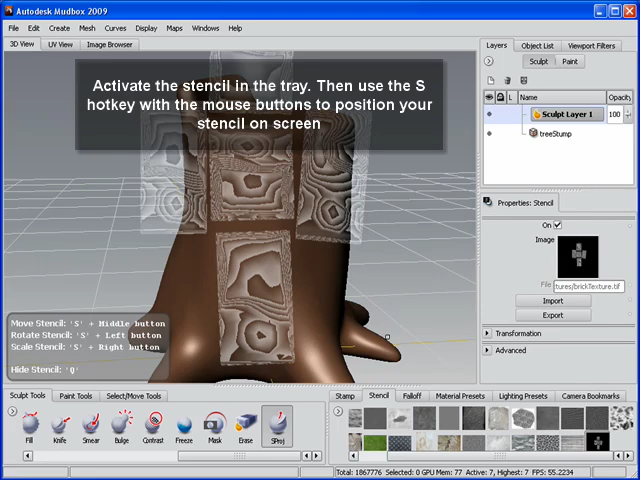 Autodesk Mudbox 2009
File Edit Create Mesh Curves Display Maps Windows Help
3D View UV View Image Browser
Activate the stencil in the tray. Then use the S
hotkey with the mouse buttons to position your
stencil on screen
Move Stencil: 'S' + Middle button
Rotate Stencil: 'S' + Left button
Scale Stencil: 'S' + Right button
Hide Stencil: 'Q'
Layers Object List Viewport Filters
Sculpt Paint
L Name Opacity
Sculpt Layer 1 100
treeStump
Properties: Stencil
On
Image
File tures/brickTexture.tif
Import
Export
Transformation
Advanced
Sculpt Tools Paint Tools Select/Move Tools
Fill Knife Smear Bulge Contrast Freeze Mask Erase SProj
Stamp Stencil Falloff Material Presets Lighting Presets Camera Bookmarks
Total: 1867776 Selected: 0 GPU Mem: 77 Active: 7, Highest: 7 FPS: 55.2234